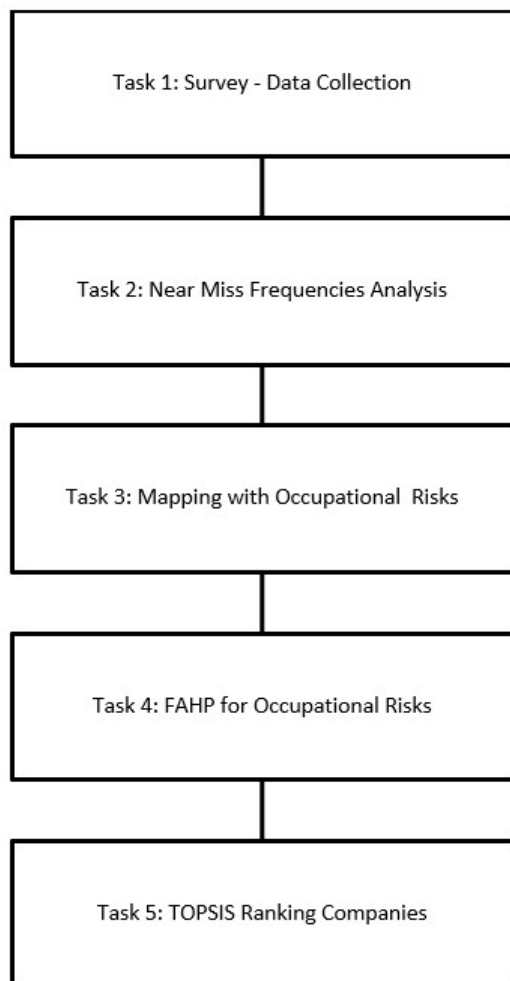 Task 1: Survey - Data Collection
Task 2: Near Miss Frequencies Analysis
Task 3: Mapping with Occupational Risks
Task 4: FAHP for Occupational Risks
Task 5: TOPSIS Ranking Companies